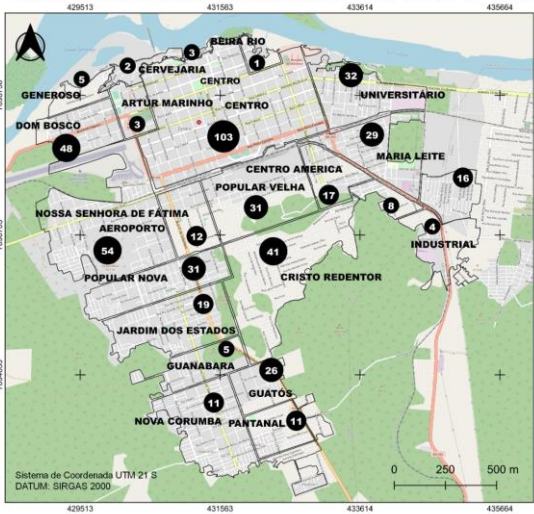 429513 431563 433614 435664
BEIRA RIO
3
2
1
CERVEJARIA
32
5
CENTRO
GENEROSO
UNIVERSITÁRIO
ARTUR MARINHO
CENTRO
DOM BOSCO
3
103
29
48
MARIA LEITE
CENTRO AMERICA
16
POPULAR VELHA
17
31
8
NOSSA SENHORA DE FÁTIMA
4
AEROPORTO
12
INDUSTRIAL
54
41
31
POPULAR NOVA
CRISTO REDENTOR
19
JARDIM DOS ESTADOS
5
GUANABARA
26
GUATÓS
11
NOVA CORUMBA
PANTANAL
11
Sistema de Coordenada UTM 21 S
DATUM: SIRGAS 2000
0 250 500 m
429513 431563 433614 435664